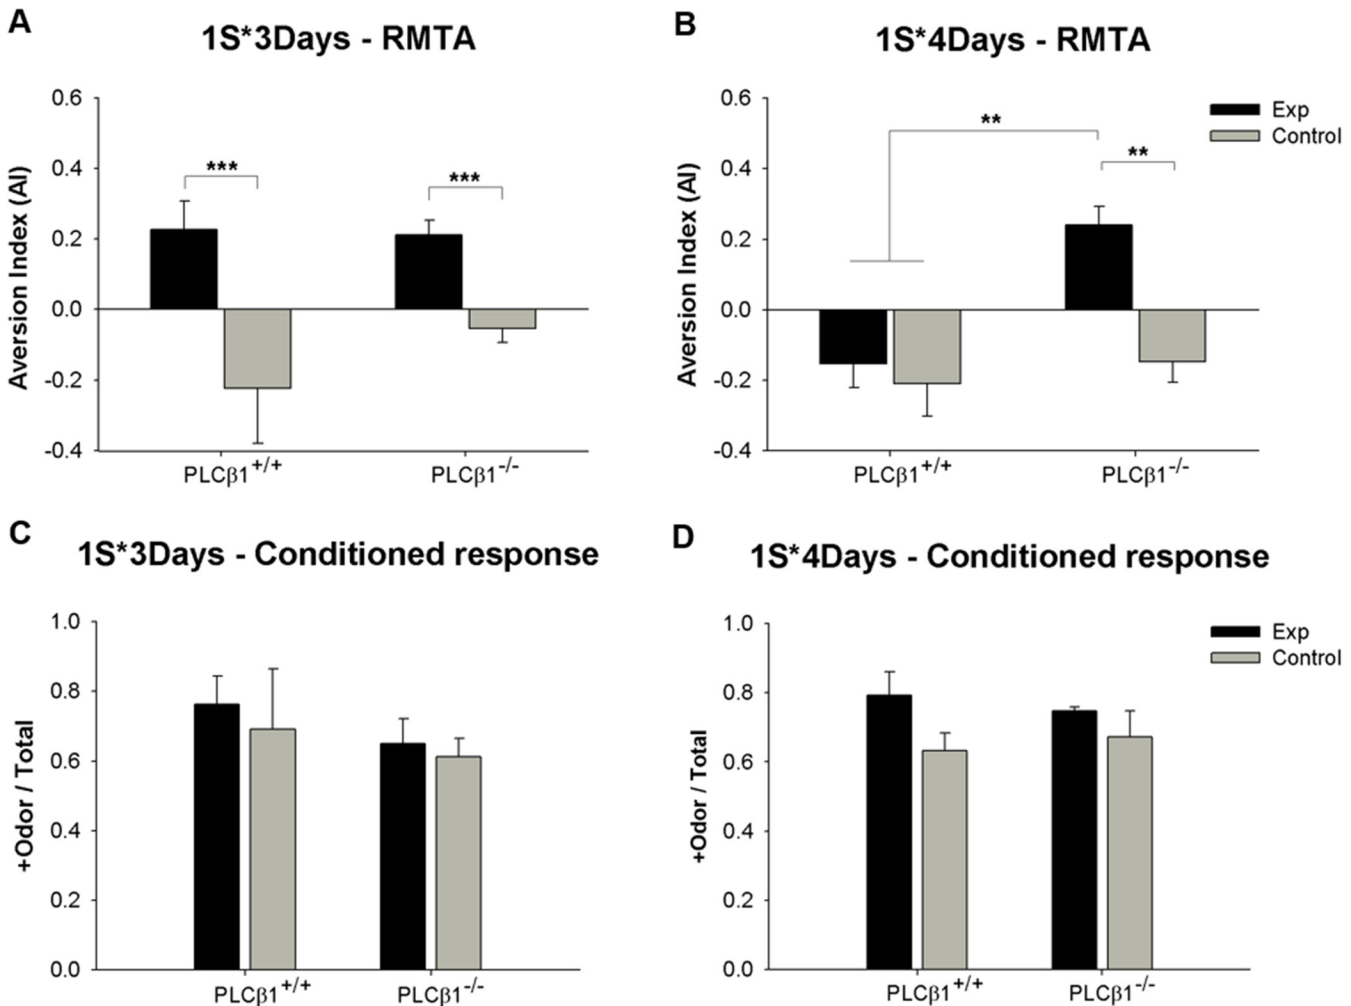 A
1S*3Days - RMTA
Aversion Index (AI)
0.6
0.4
0.2
0.0
-0.2
-0.4
***
***
PLCβ1+/+
PLCβ1-/-
B
1S*4Days - RMTA
Aversion Index (AI)
0.6
0.4
0.2
0.0
-0.2
-0.4
**
**
Exp
Control
PLCβ1+/+
PLCβ1-/-
C
1S*3Days - Conditioned response
+Odor / Total
1.0
0.8
0.6
0.4
0.2
0.0
PLCβ1+/+
PLCβ1-/-
D
1S*4Days - Conditioned response
+Odor / Total
1.0
0.8
0.6
0.4
0.2
0.0
Exp
Control
PLCβ1+/+
PLCβ1-/-